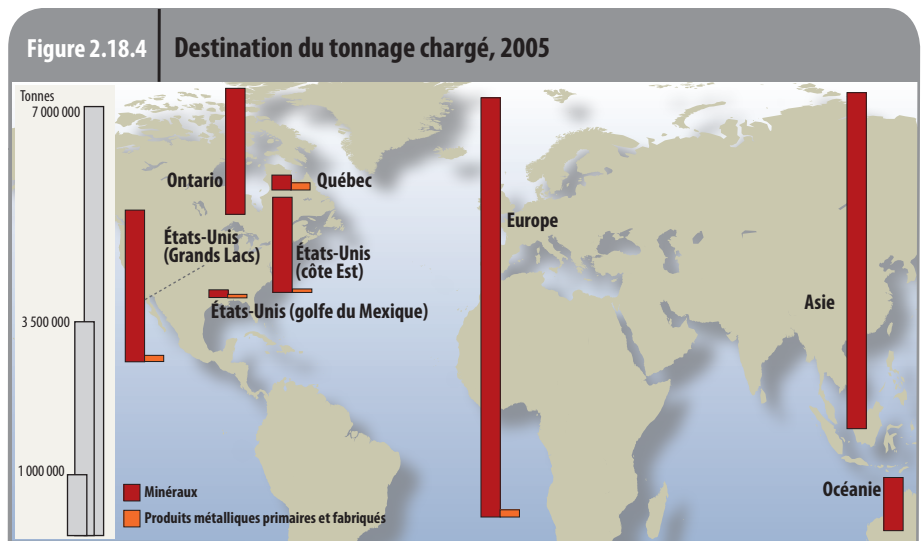 Figure 2.18.4
Destination du tonnage chargé, 2005
Tonnes
7 000 000
3 500 000
1 000 000
Ontario
Québec
États-Unis
(Grands Lacs)
États-Unis
(côte Est)
États-Unis (golfe du Mexique)
Europe
Asie
Océanie
Minéraux
Produits métalliques primaires et fabriqués